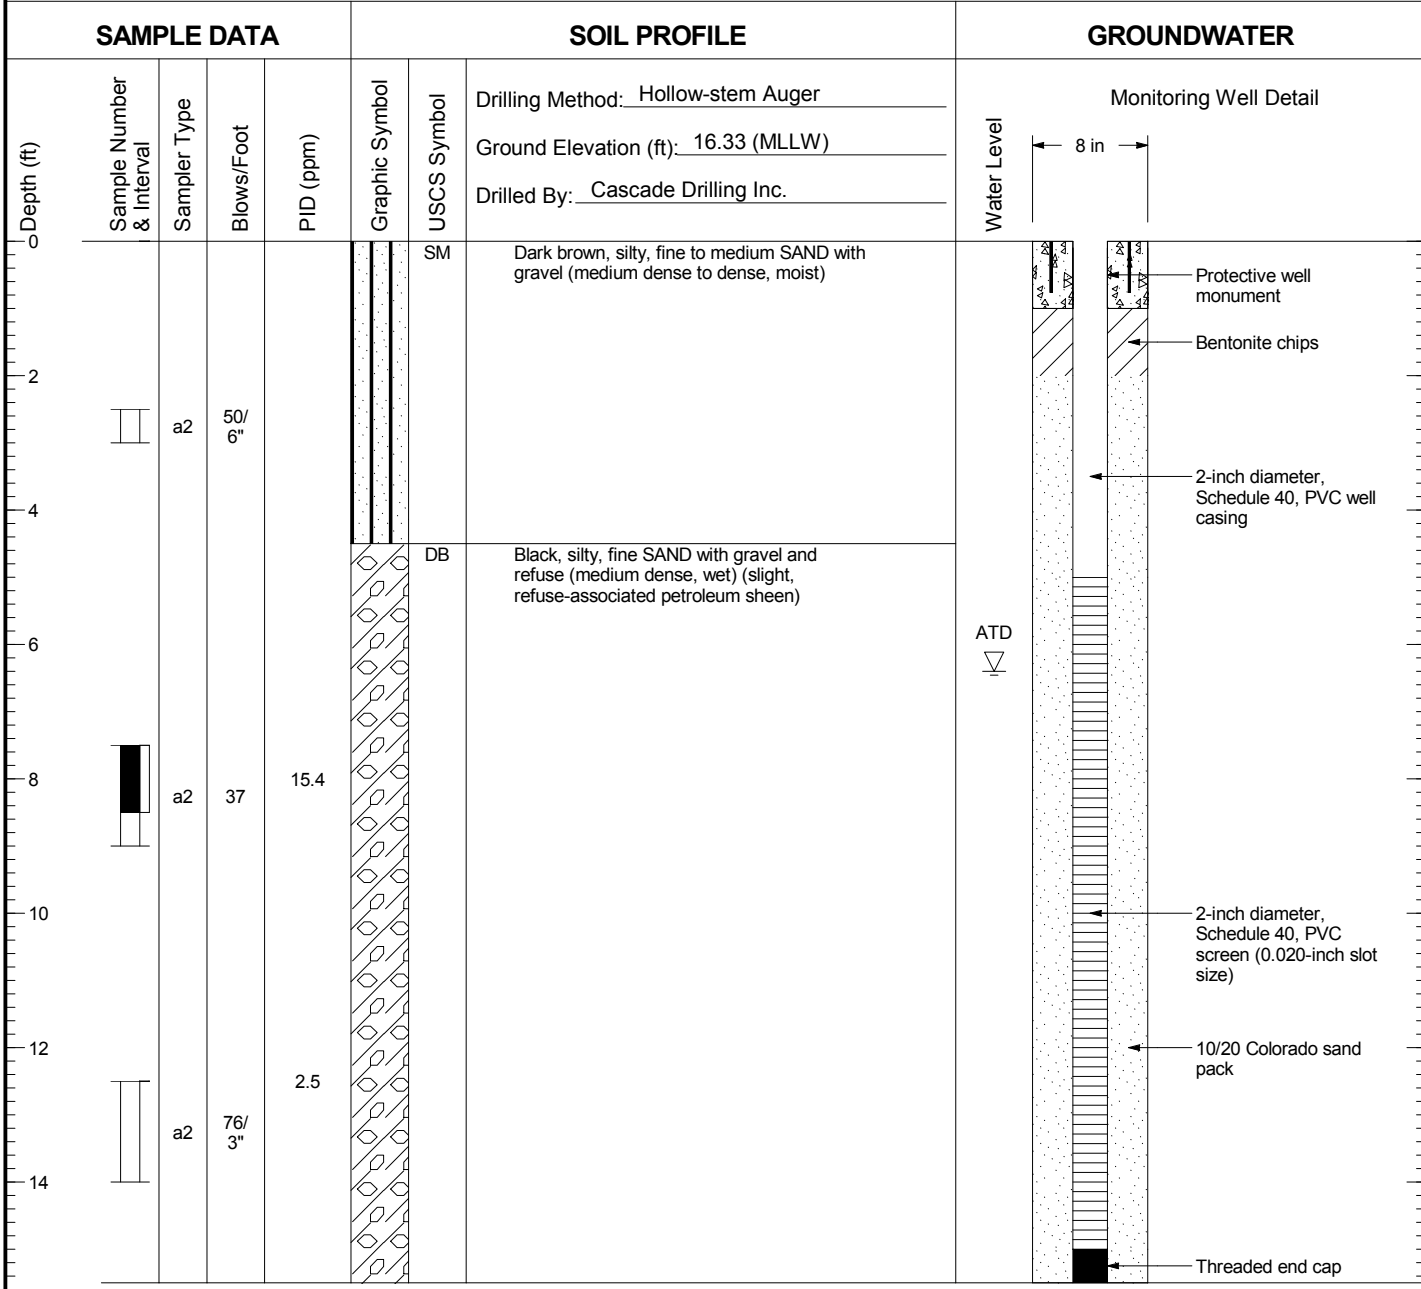 SAMPLE DATA
SOIL PROFILE
GROUNDWATER
Depth (ft)
Sample Number
& Interval
Sampler Type
Blows/Foot
PID (ppm)
Graphic Symbol
USCS Symbol
Drilling Method: Hollow-stem Auger
Ground Elevation (ft): 16.33 (MLLW)
Drilled By: Cascade Drilling Inc.
Water Level
Monitoring Well Detail
8 in
0
SM
Dark brown, silty, fine to medium SAND with
gravel (medium dense to dense, moist)
Protective well
monument
Bentonite chips
2
a2
50/
6"
2-inch diameter,
Schedule 40, PVC well
casing
4
DB
Black, silty, fine SAND with gravel and
refuse (medium dense, wet) (slight,
refuse-associated petroleum sheen)
ATD
6
8
a2
37
15.4
10
2-inch diameter,
Schedule 40, PVC
screen (0.020-inch slot
size)
12
10/20 Colorado sand
pack
2.5
a2
76/
3"
14
Threaded end cap